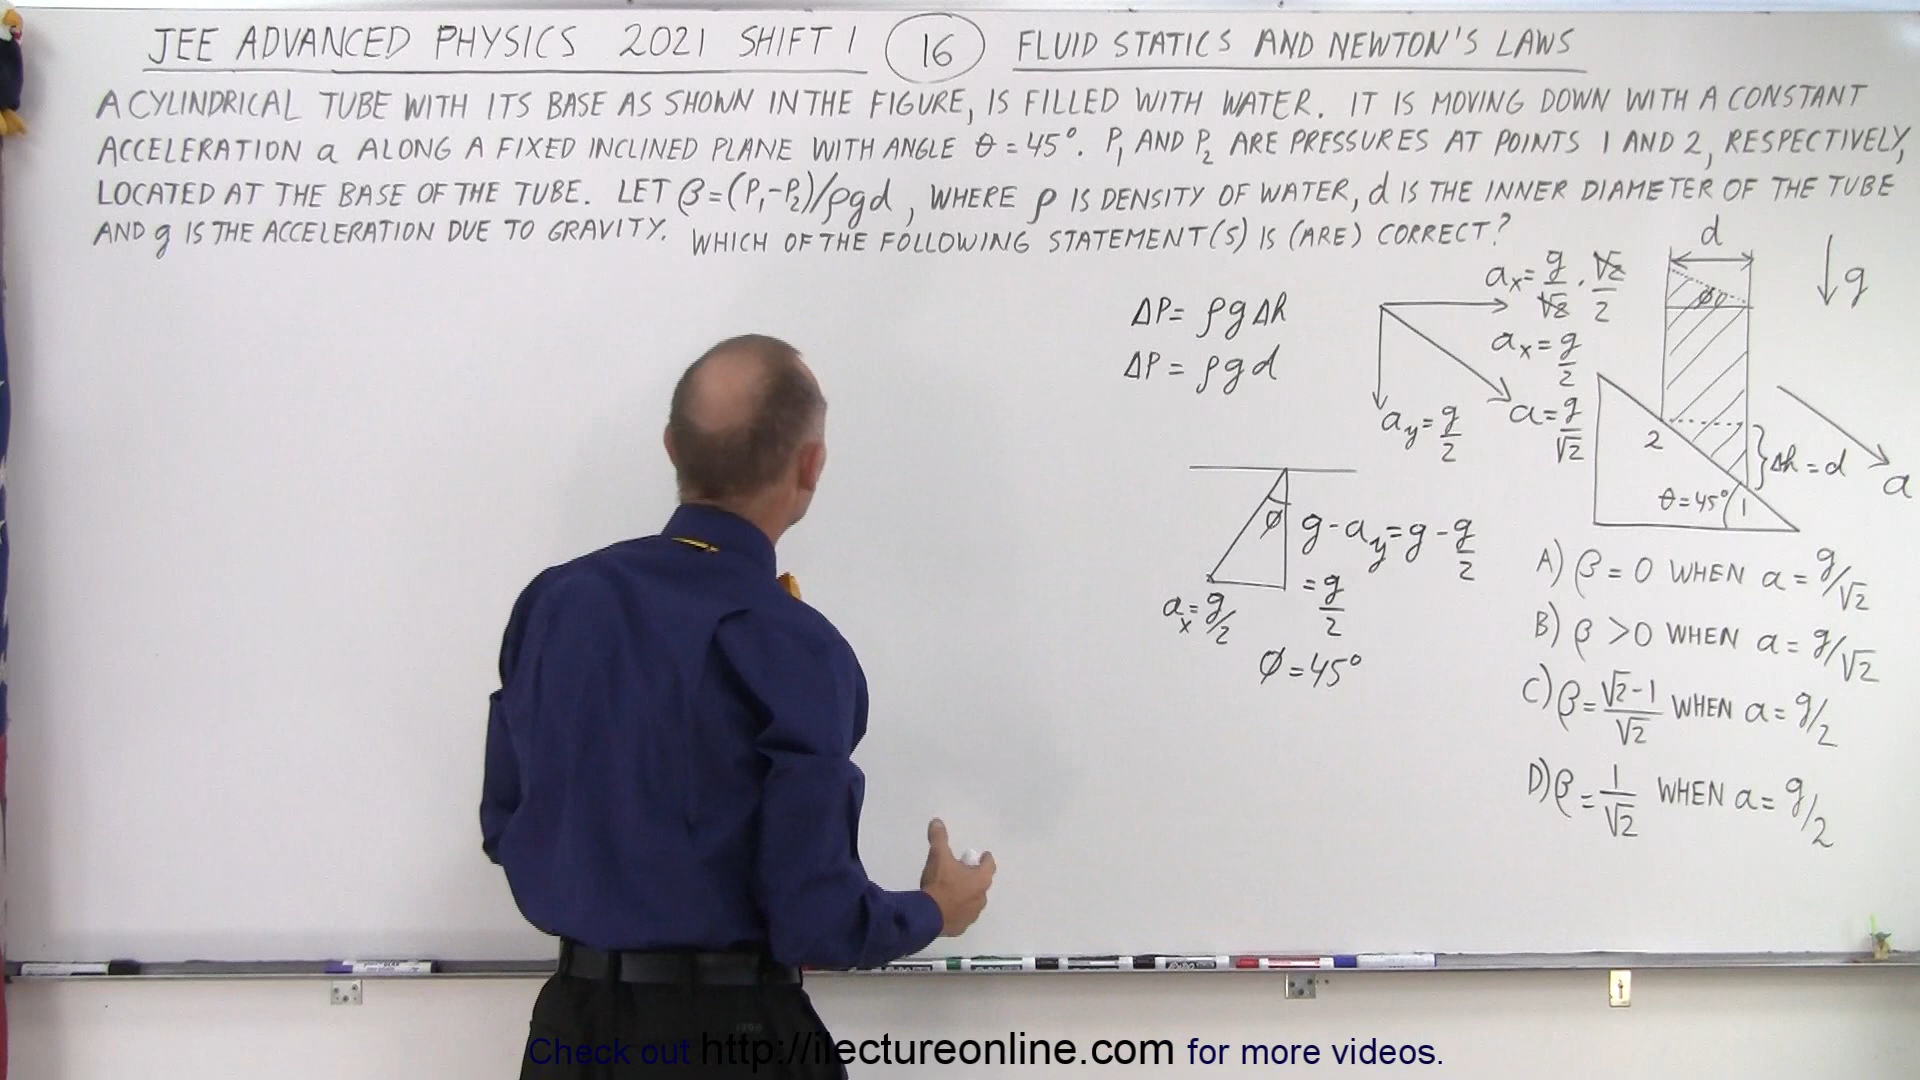 JEE ADVANCED PHYSICS 2021 SHIFT 1 16 FLUID STATICS AND NEWTON'S LAWS
A CYLINDRICAL TUBE WITH ITS BASE AS SHOWN IN THE FIGURE, IS FILLED WITH WATER. IT IS MOVING DOWN WITH A CONSTANT
ACCELERATION a ALONG A FIXED INCLINED PLANE WITH ANGLE θ = 45°. P₁ AND P₂ ARE PRESSURES AT POINTS 1 AND 2, RESPECTIVELY,
LOCATED AT THE BASE OF THE TUBE. LET β = (P₁-P₂)/ρgd, WHERE ρ IS DENSITY OF WATER, d IS THE INNER DIAMETER OF THE TUBE
AND g IS THE ACCELERATION DUE TO GRAVITY. WHICH OF THE FOLLOWING STATEMENT(S) IS (ARE) CORRECT?
ΔP = ρgΔh
ΔP = ρgd
aₓ = g/√2 · √2/2
aₓ = g/2
a_y = g/2
a = g/√2
d
g
φ
2
Δh = d
θ = 45°
1
a
φ
g - a_y = g - g/2
= g/2
aₓ = g/2
φ = 45°
A) β = 0 WHEN a = g/√2
B) β > 0 WHEN a = g/√2
C) β = √2-1/√2 WHEN a = g/2
D) β = 1/√2 WHEN a = g/2
Check out http://ilectureonline.com for more videos.